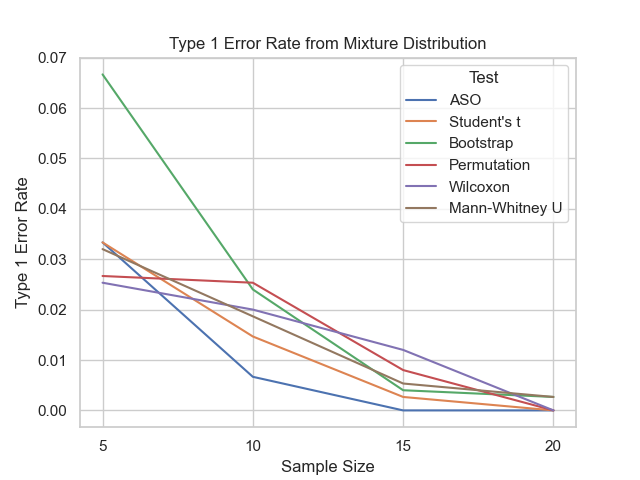 Type 1 Error Rate from Mixture Distribution
0.07
0.06
0.05
0.04
0.03
0.02
0.01
0.00
Type 1 Error Rate
Test
ASO
Student's t
Bootstrap
Permutation
Wilcoxon
Mann-Whitney U
5
10
15
20
Sample Size